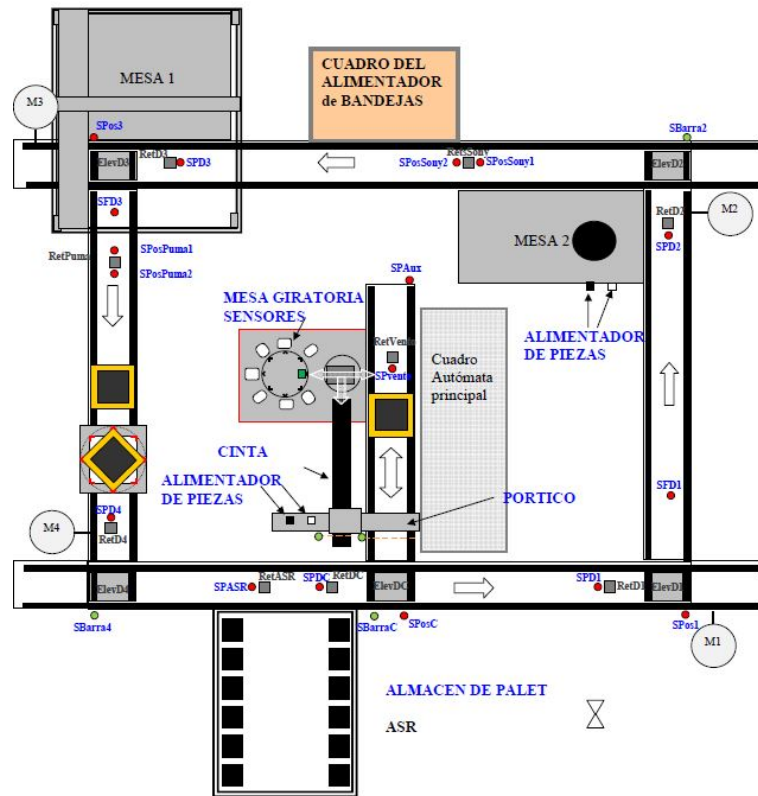 MESA 1
CUADRO DEL
ALIMENTADOR
de BANDEJAS
M3
SPos3
SBarra2
RetD3
ElevD3
SPD3
RetsSony
SPosSony2
SPosSony1
ElevD2
SFD3
RetD2
M2
SPD2
MESA 2
SPosPuma1
RetPuma
SPosPuma2
SPAux
MESA GIRATORIA
SENSORES
ALIMENTADOR
DE PIEZAS
SPvento
Cuadro
Autómata
principal
CINTA
ALIMENTADOR
DE PIEZAS
SFD1
PORTICO
SPD4
M4
RetD4
ElevD4
SPASR
RetASR
SPDC
RetDC
ElevDC
SPD1
RetD1
ElevD1
SBarra4
SBarraC
SPosC
SPos1
M1
ALMACEN DE PALET
ASR